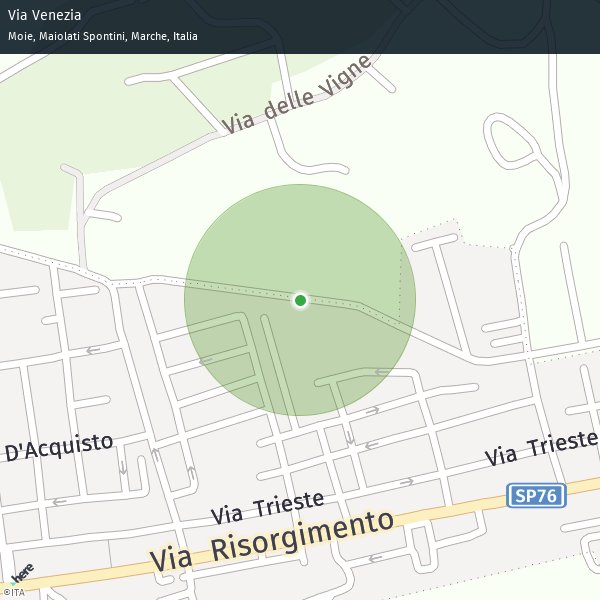 Via Venezia
Moie, Maiolati Spontini, Marche, Italia
Via delle Vigne
D'Acquisto
Via Trieste
SP76
Via Trieste
Via Risorgimento
here
©ITA